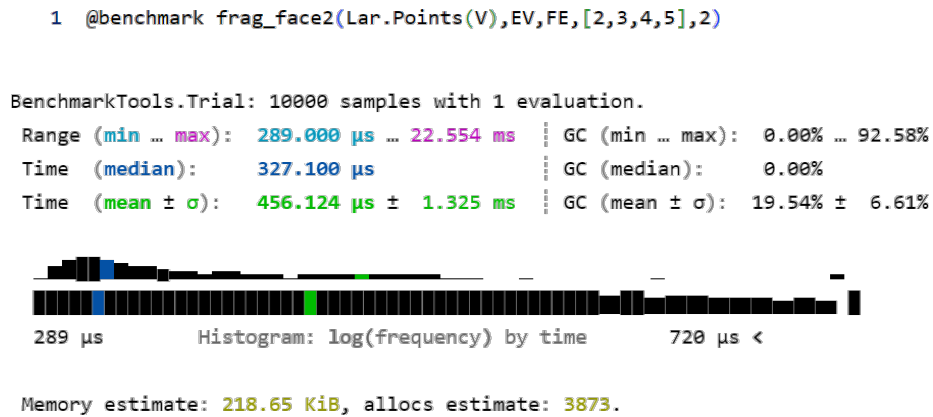 1 @benchmark frag_face2(Lar.Points(V),EV,FE,[2,3,4,5],2)
BenchmarkTools.Trial: 10000 samples with 1 evaluation.
Range (min … max): 289.000 μs … 22.554 ms ┊ GC (min … max): 0.00% … 92.58%
Time (median): 327.100 μs ┊ GC (median): 0.00%
Time (mean ± σ): 456.124 μs ± 1.325 ms ┊ GC (mean ± σ): 19.54% ± 6.61%
289 μs Histogram: log(frequency) by time 720 μs <
Memory estimate: 218.65 KiB, allocs estimate: 3873.